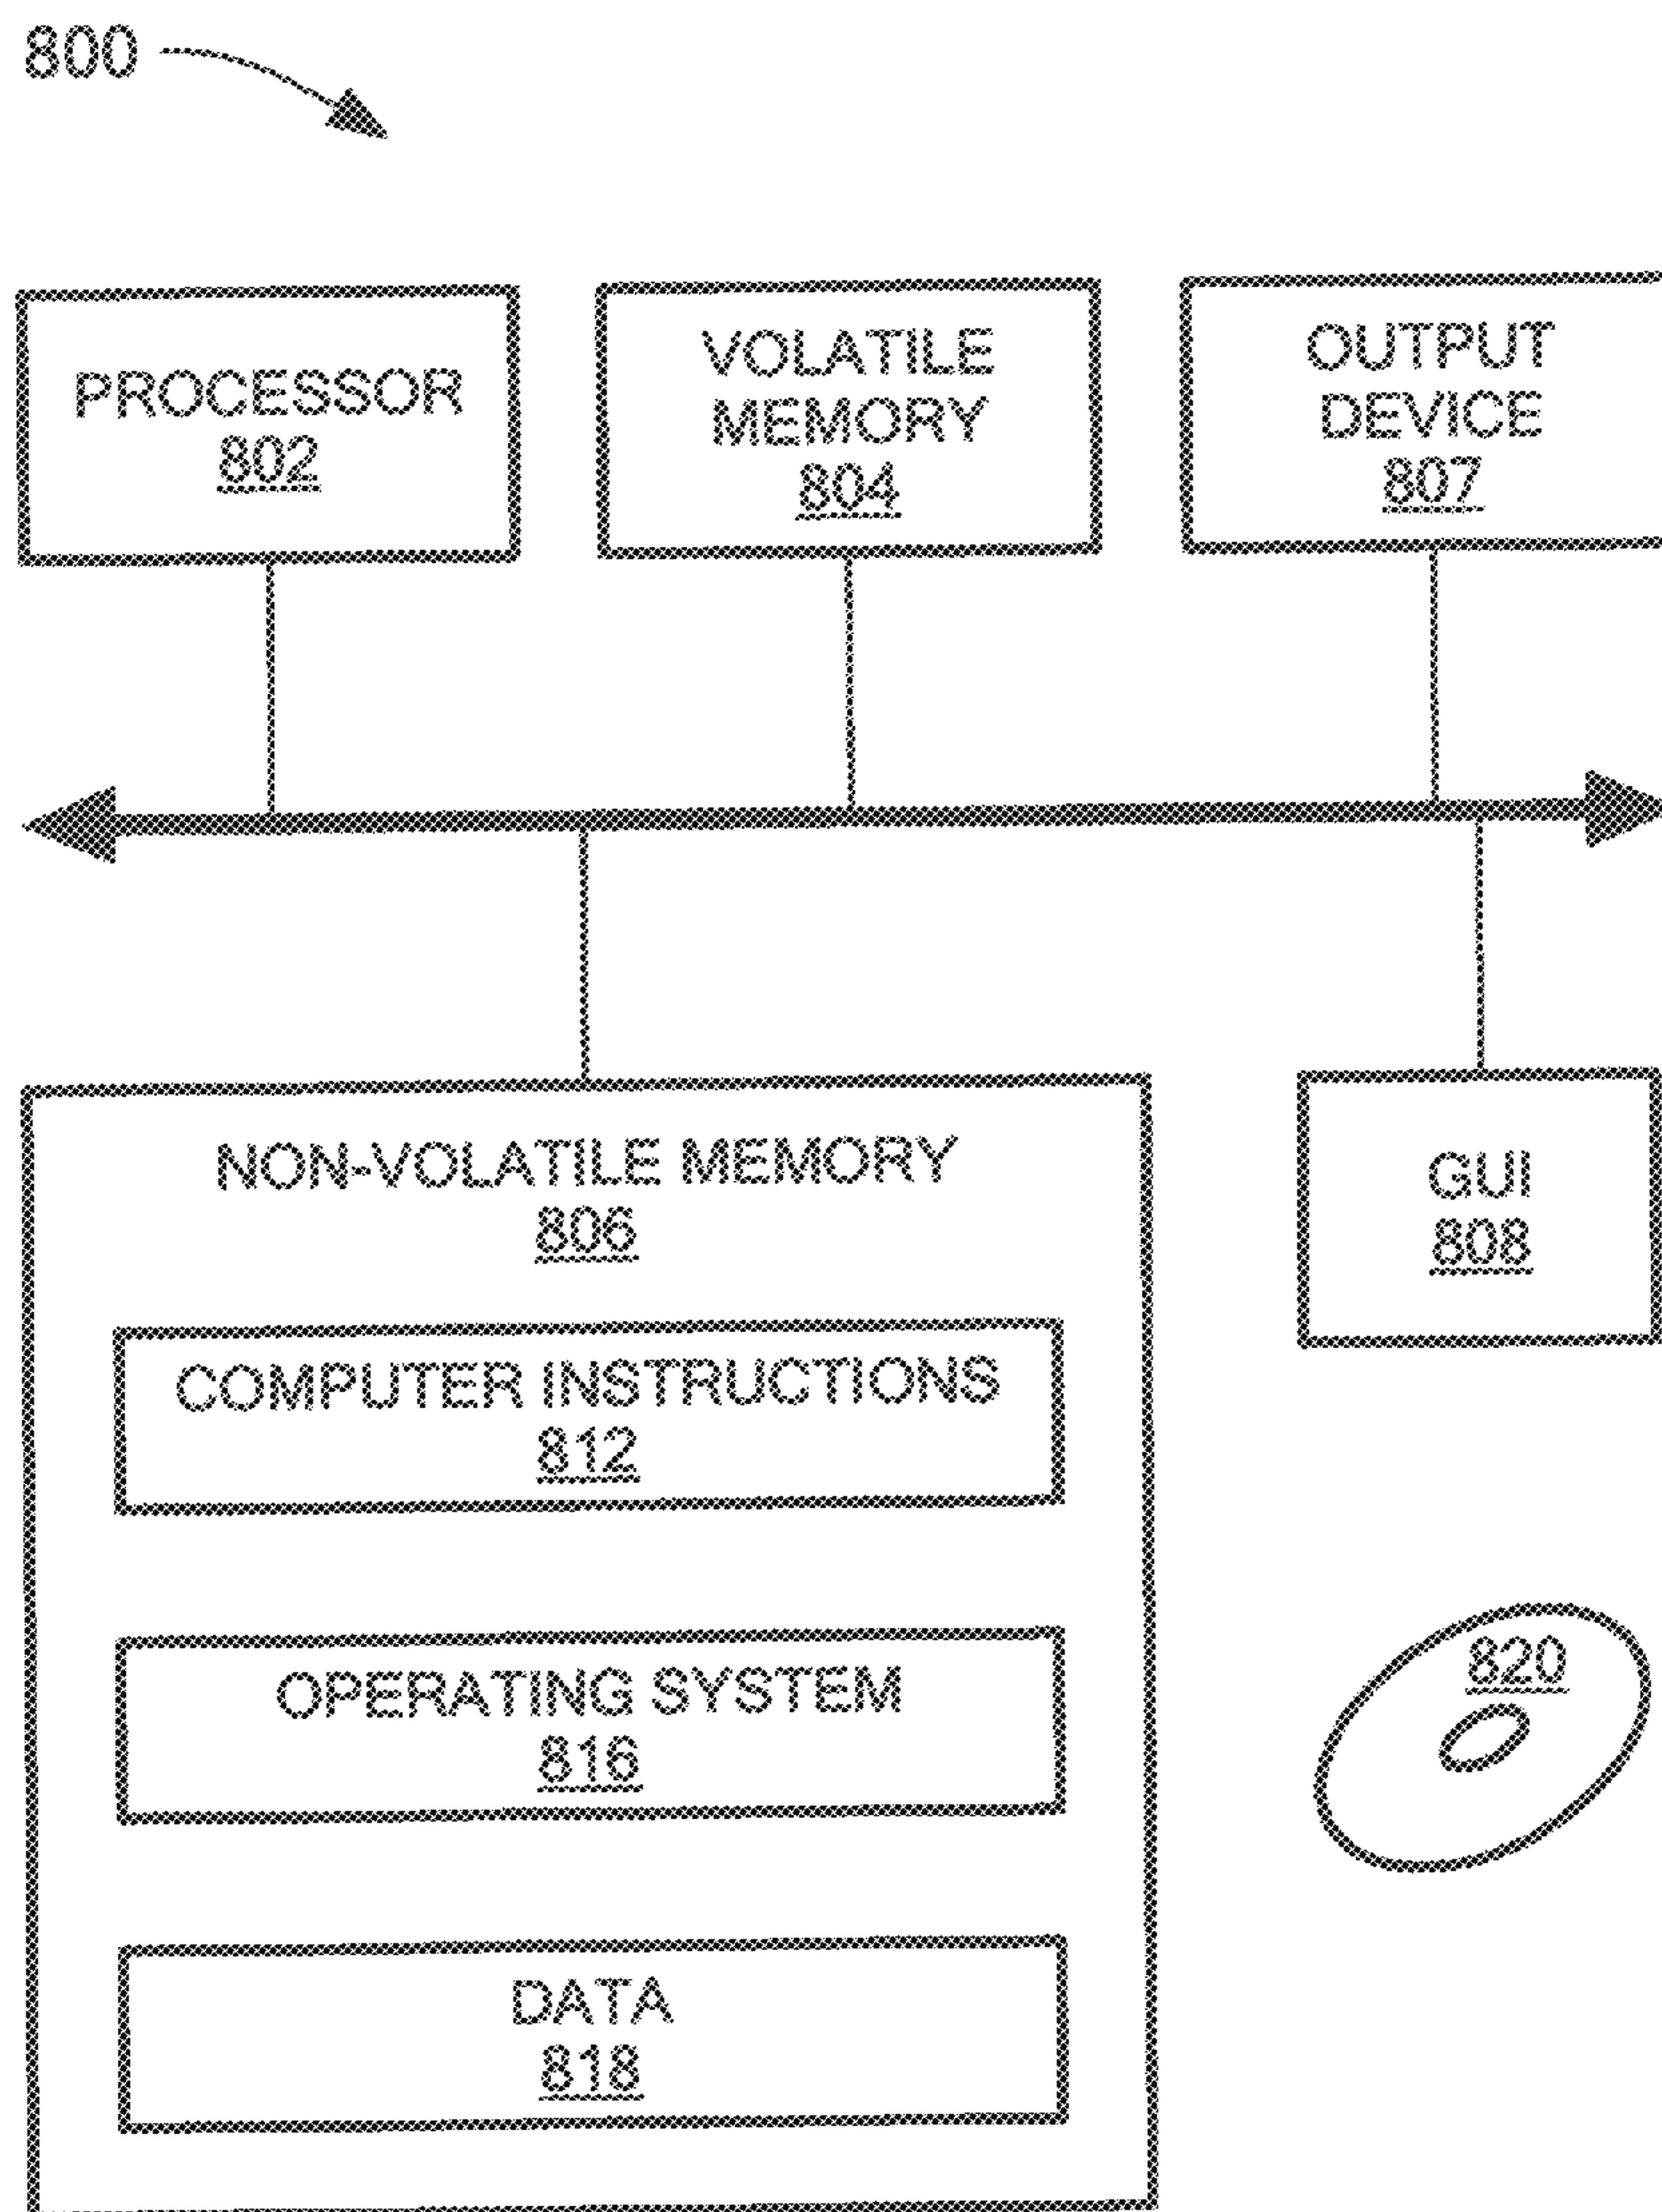 800
PROCESSOR
802
VOLATILE
MEMORY
804
OUTPUT
DEVICE
807
NON-VOLATILE MEMORY
806
COMPUTER INSTRUCTIONS
812
OPERATING SYSTEM
816
DATA
818
GUI
808
820